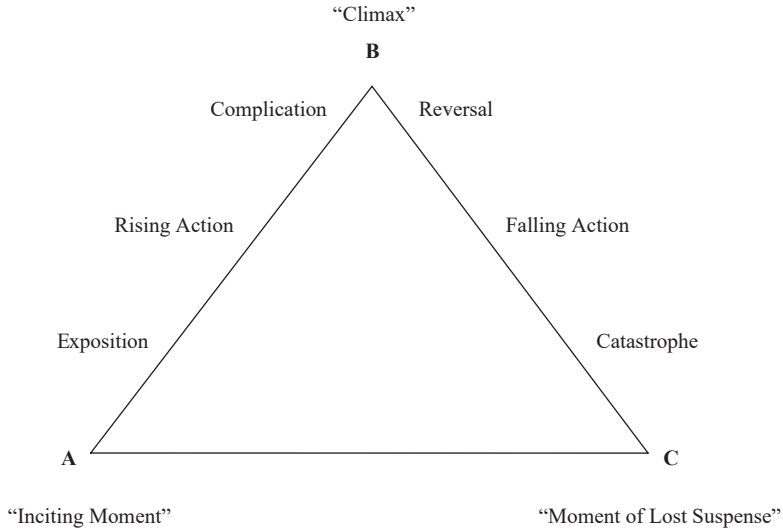 “Climax”
B
Complication
Reversal
Rising Action
Falling Action
Exposition
Catastrophe
A
C
“Inciting Moment”
“Moment of Lost Suspense”